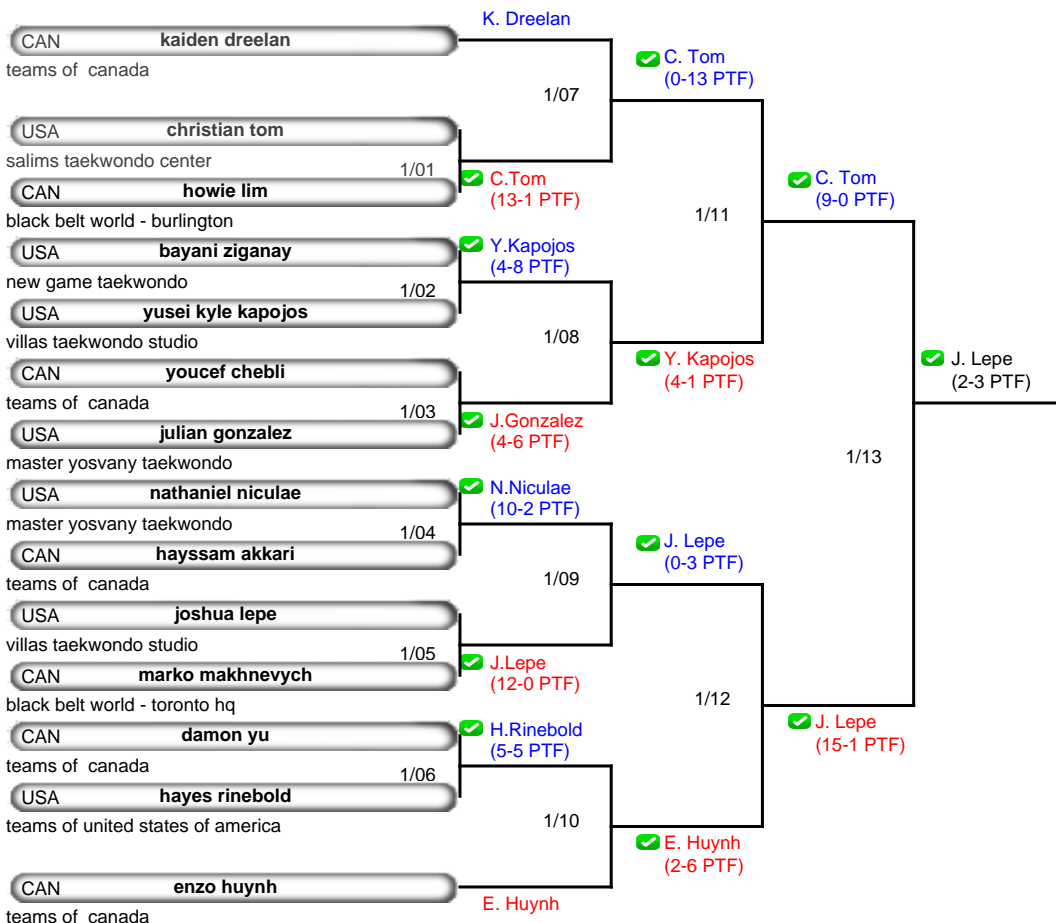 K. Dreelan
CAN kaiden dreelan
teams of  canada
C. Tom
(0-13 PTF)
1/07
USA christian tom
salims taekwondo center
1/01
C.Tom
(13-1 PTF)
CAN howie lim
black belt world - burlington
C. Tom
(9-0 PTF)
1/11
USA bayani ziganay
new game taekwondo
Y.Kapojos
(4-8 PTF)
1/02
USA yusei kyle kapojos
villas taekwondo studio
1/08
Y. Kapojos
(4-1 PTF)
J. Lepe
(2-3 PTF)
CAN youcef chebli
teams of  canada
1/03
J.Gonzalez
(4-6 PTF)
USA julian gonzalez
master yosvany taekwondo
1/13
USA nathaniel niculae
master yosvany taekwondo
N.Niculae
(10-2 PTF)
1/04
CAN hayssam akkari
teams of  canada
J. Lepe
(0-3 PTF)
1/09
USA joshua lepe
villas taekwondo studio
1/05
J.Lepe
(12-0 PTF)
CAN marko makhnevych
black belt world - toronto hq
1/12
J. Lepe
(15-1 PTF)
CAN damon yu
teams of  canada
H.Rinebold
(5-5 PTF)
1/06
USA hayes rinebold
teams of united states of america
1/10
E. Huynh
(2-6 PTF)
CAN enzo huynh
teams of  canada
E. Huynh